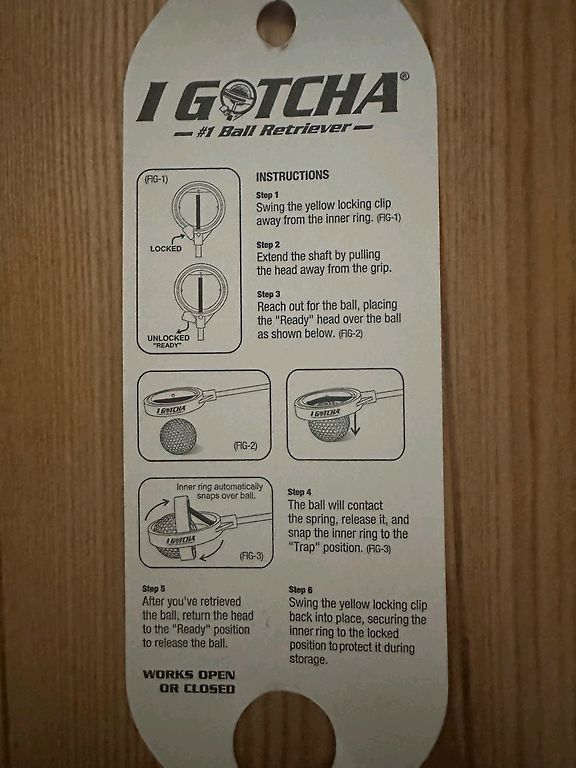 I GOTCHA®
#1 Ball Retriever
(FIG-1)
LOCKED
UNLOCKED
"READY"
INSTRUCTIONS
Step 1
Swing the yellow locking clip
away from the inner ring. (FIG-1)
Step 2
Extend the shaft by pulling
the head away from the grip.
Step 3
Reach out for the ball, placing
the "Ready" head over the ball
as shown below. (FIG-2)
I GOTCHA
(FIG-2)
I GOTCHA
Inner ring automatically
snaps over ball.
I GOTCHA
(FIG-3)
Step 4
The ball will contact
the spring, release it, and
snap the inner ring to the
"Trap" position. (FIG-3)
Step 5
After you've retrieved
the ball, return the head
to the "Ready" position
to release the ball.
Step 6
Swing the yellow locking clip
back into place, securing the
inner ring to the locked
position to protect it during
storage.
WORKS OPEN
OR CLOSED